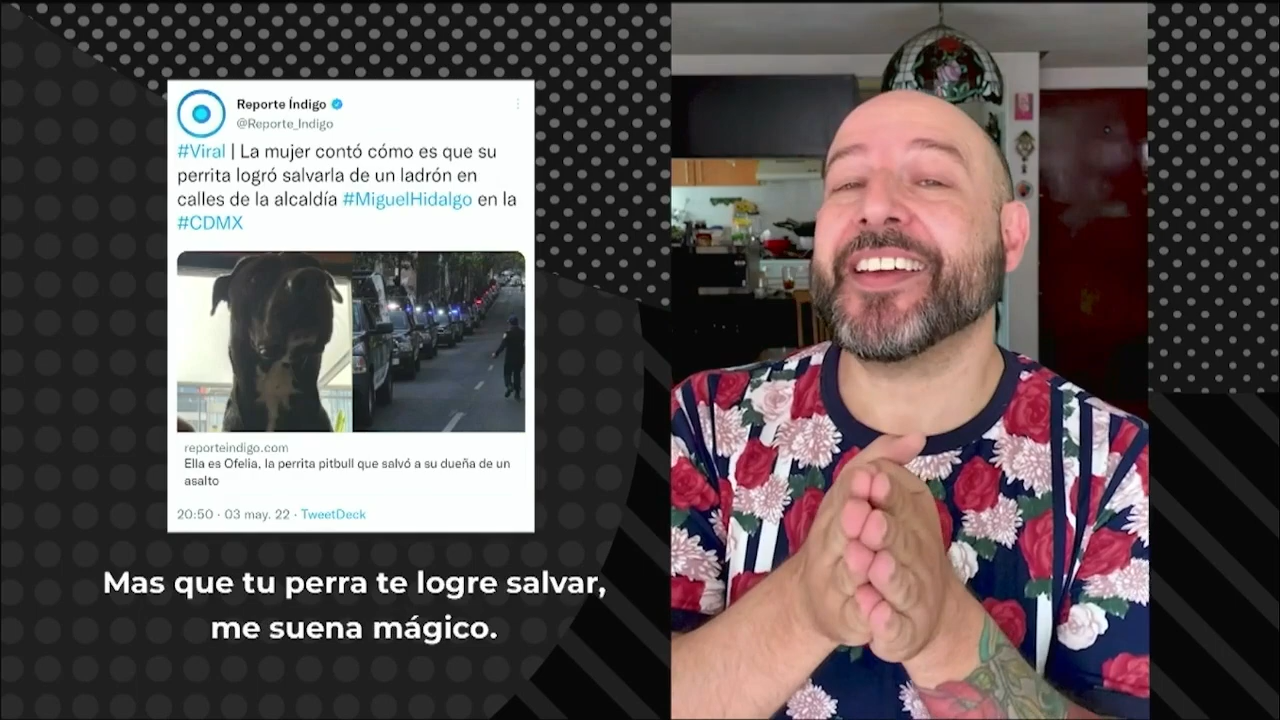 Reporte Índigo
@Reporte_Indigo
#Viral | La mujer contó cómo es que su
perrita logró salvarla de un ladrón en
calles de la alcaldía #MiguelHidalgo en la
#CDMX
reporteindigo.com
Ella es Ofelia, la perrita pitbull que salvó a su dueña de un
asalto
20:50 · 03 may. 22 · TweetDeck
Mas que tu perra te logre salvar,
me suena mágico.